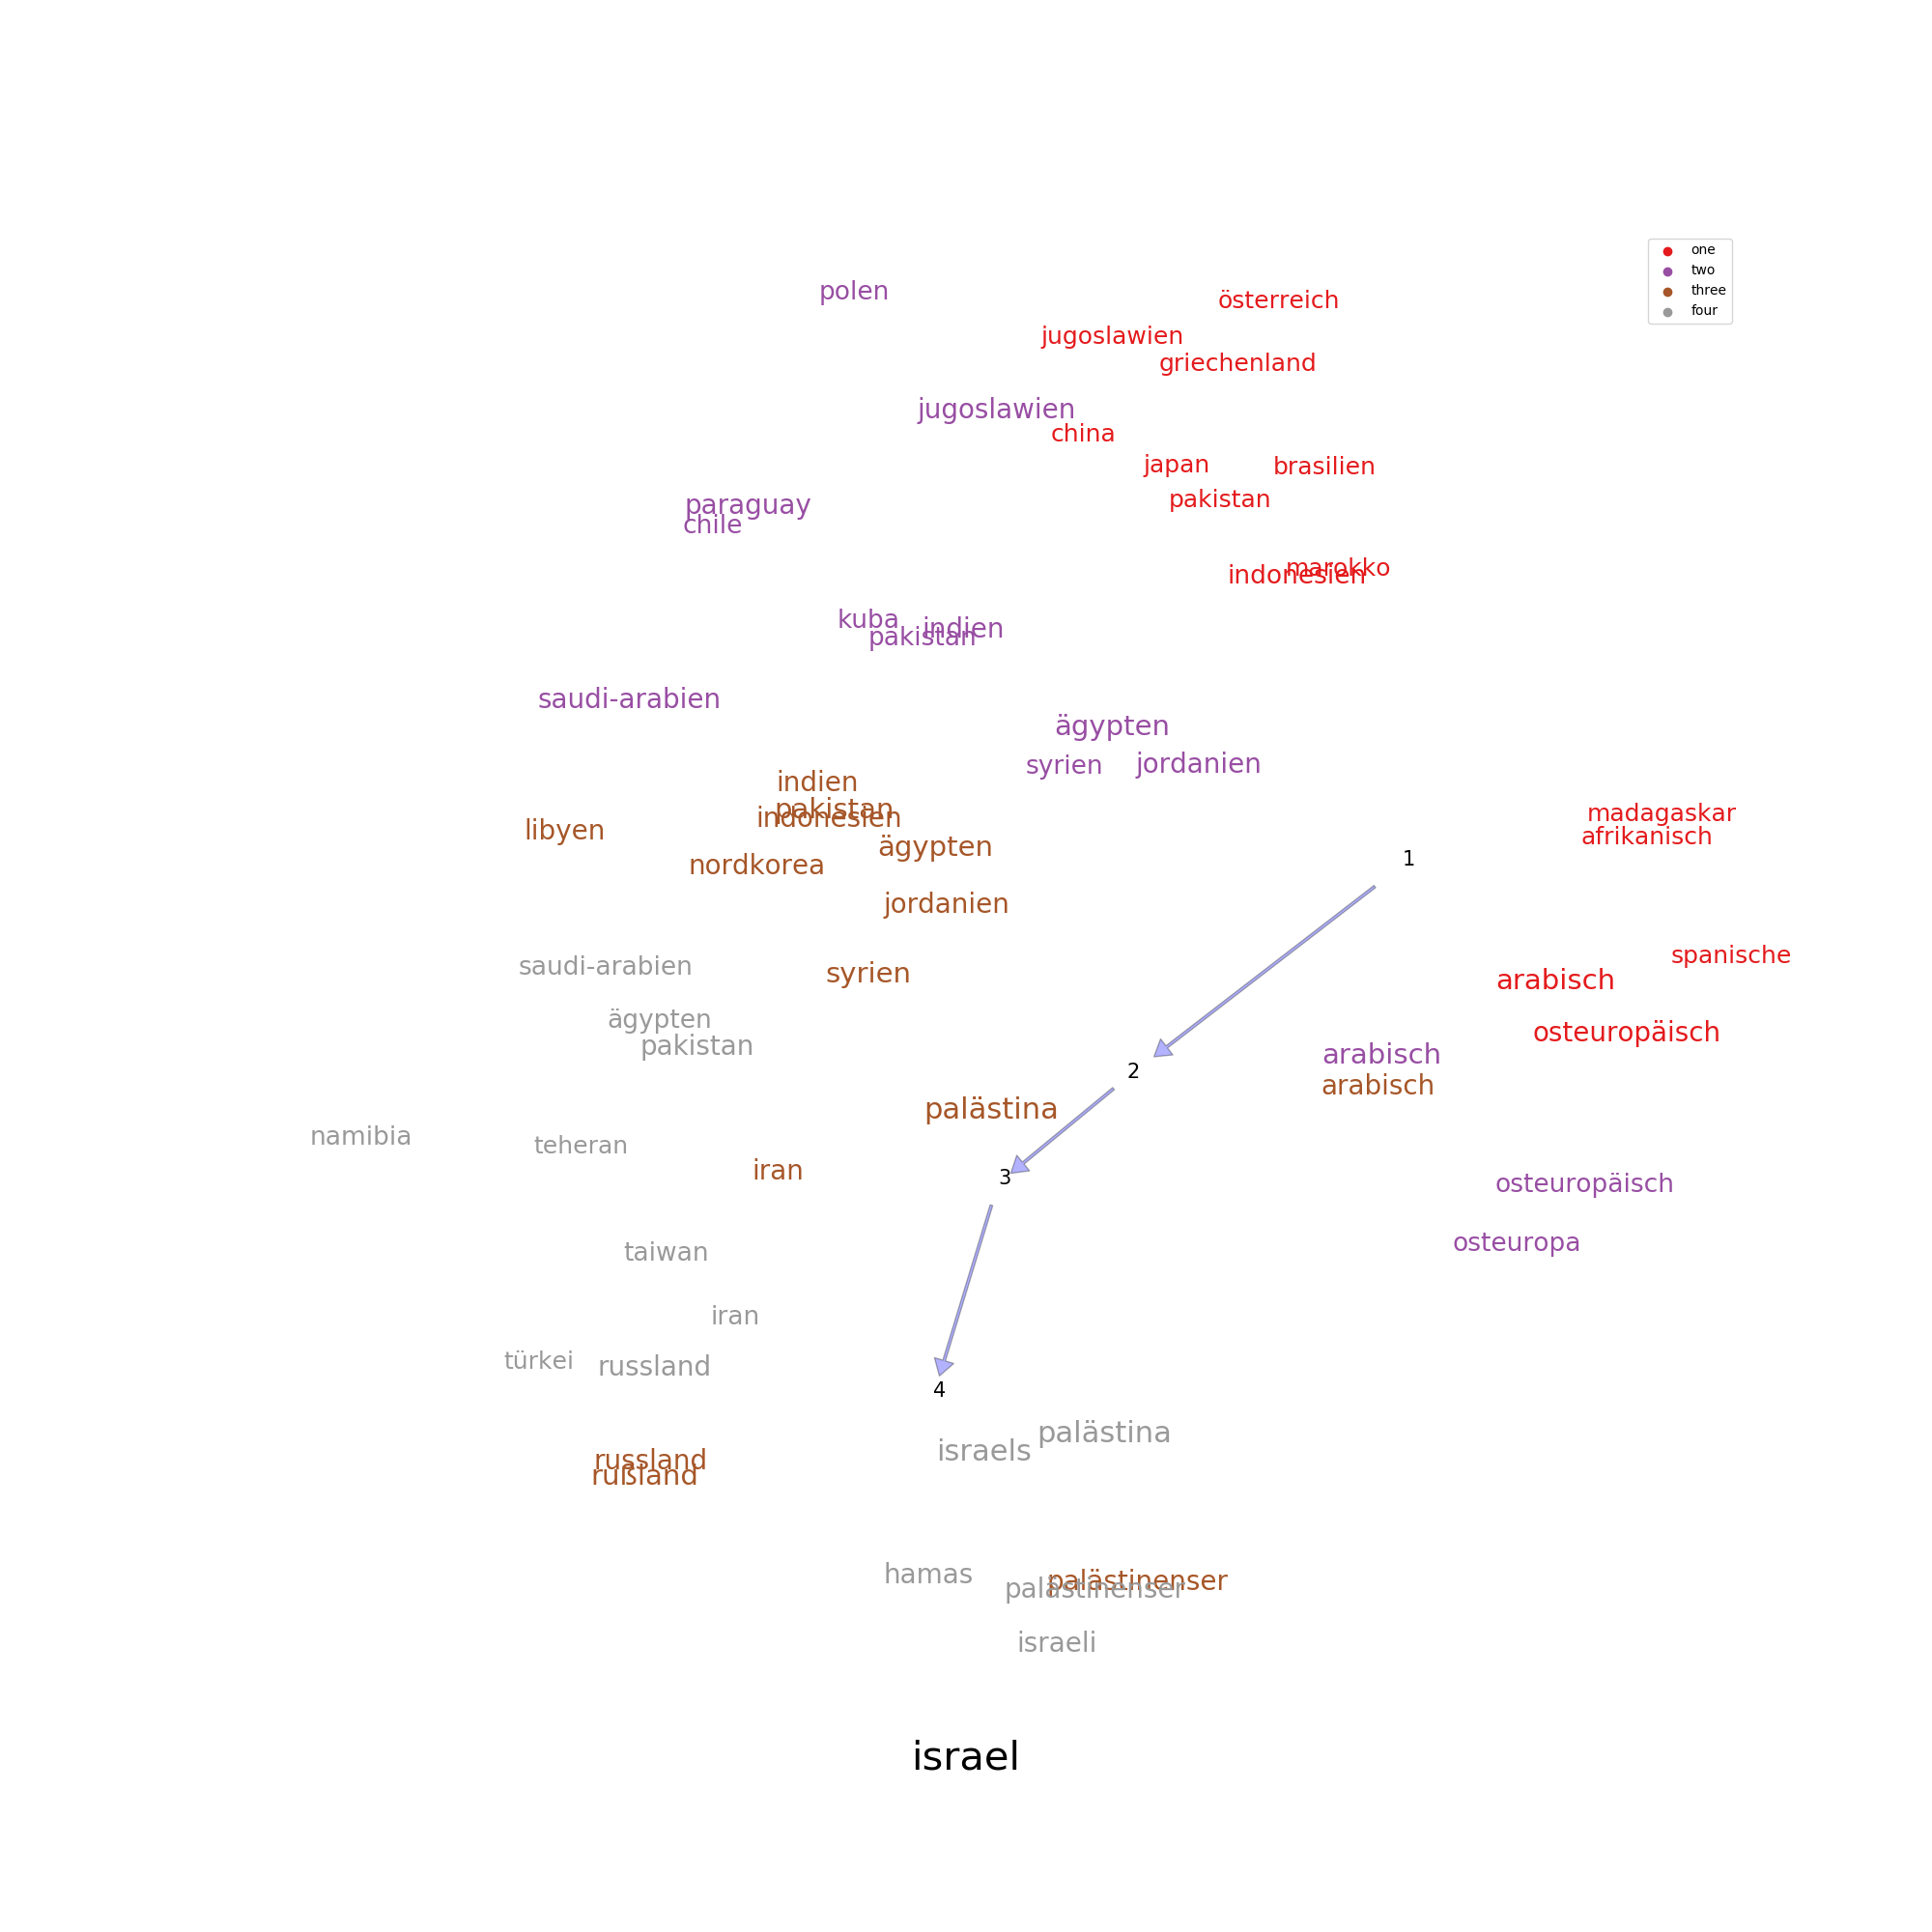 one
two
three
four
polen
österreich
jugoslawien
griechenland
jugoslawien
china
japan
brasilien
pakistan
paraguay
chile
marokko
indonesien
kuba
indien
pakistan
saudi-arabien
ägypten
syrien
jordanien
indien
pakistan
indonesien
libyen
ägypten
nordkorea
jordanien
madagaskar
afrikanisch
1
spanische
saudi-arabien
syrien
arabisch
ägypten
osteuropäisch
pakistan
arabisch
2
arabisch
palästina
namibia
teheran
iran
3
osteuropäisch
osteuropa
taiwan
iran
türkei
russland
4
palästina
israels
russland
rußland
hamas
palästinenser
palästinenser
israeli
israel